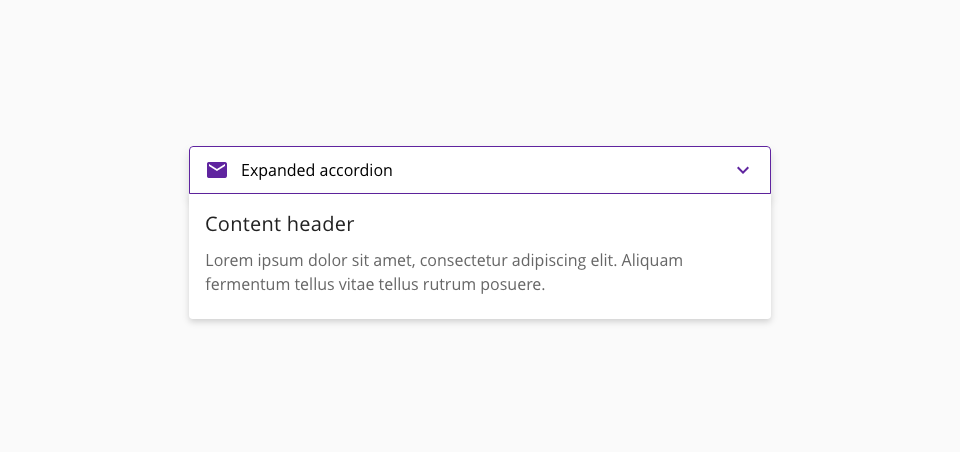 Expanded accordion
Content header
Lorem ipsum dolor sit amet, consectetur adipiscing elit. Aliquam
fermentum tellus vitae tellus rutrum posuere.